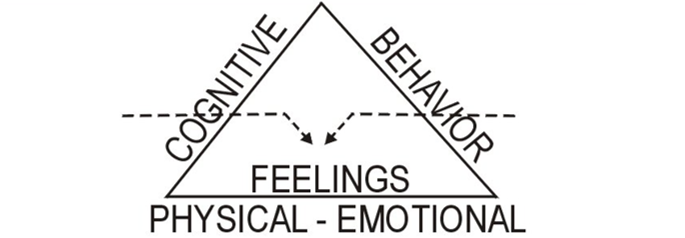 COGNITIVE
BEHAVIOR
FEELINGS
PHYSICAL - EMOTIONAL